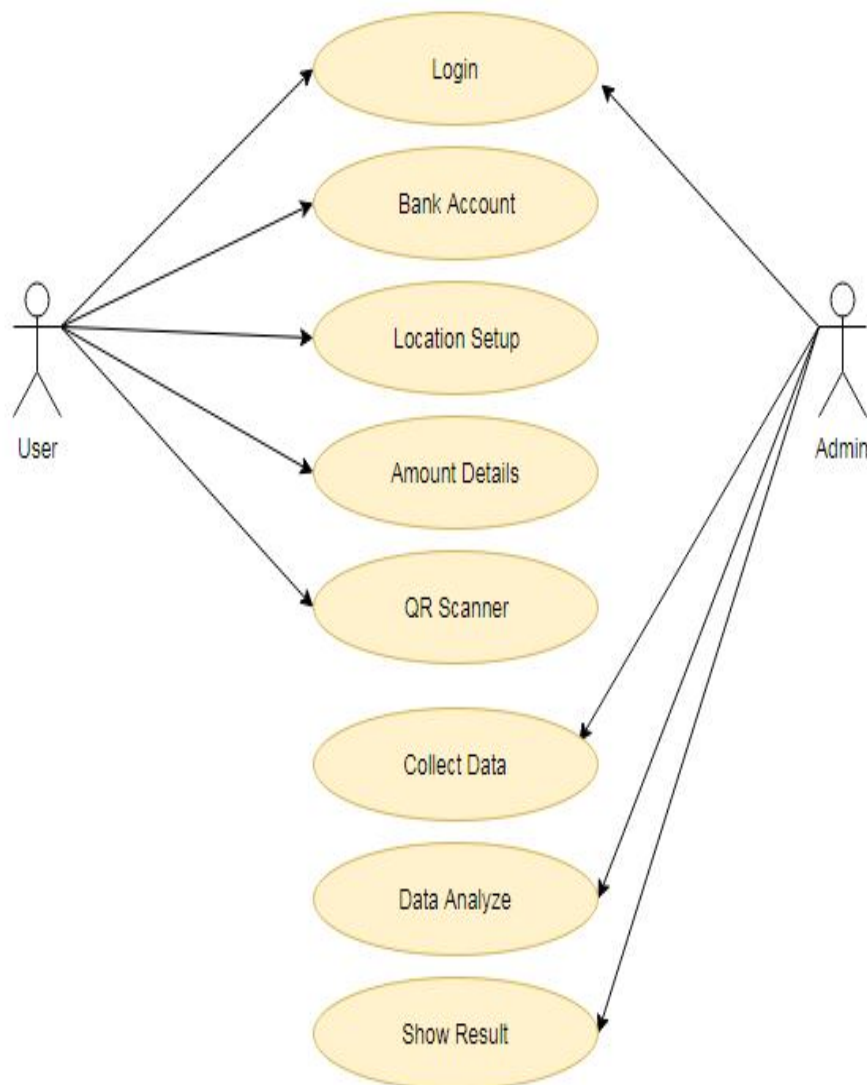 Login
Bank Account
Location Setup
User
Admin
Amount Details
QR Scanner
Collect Data
Data Analyze
Show Result